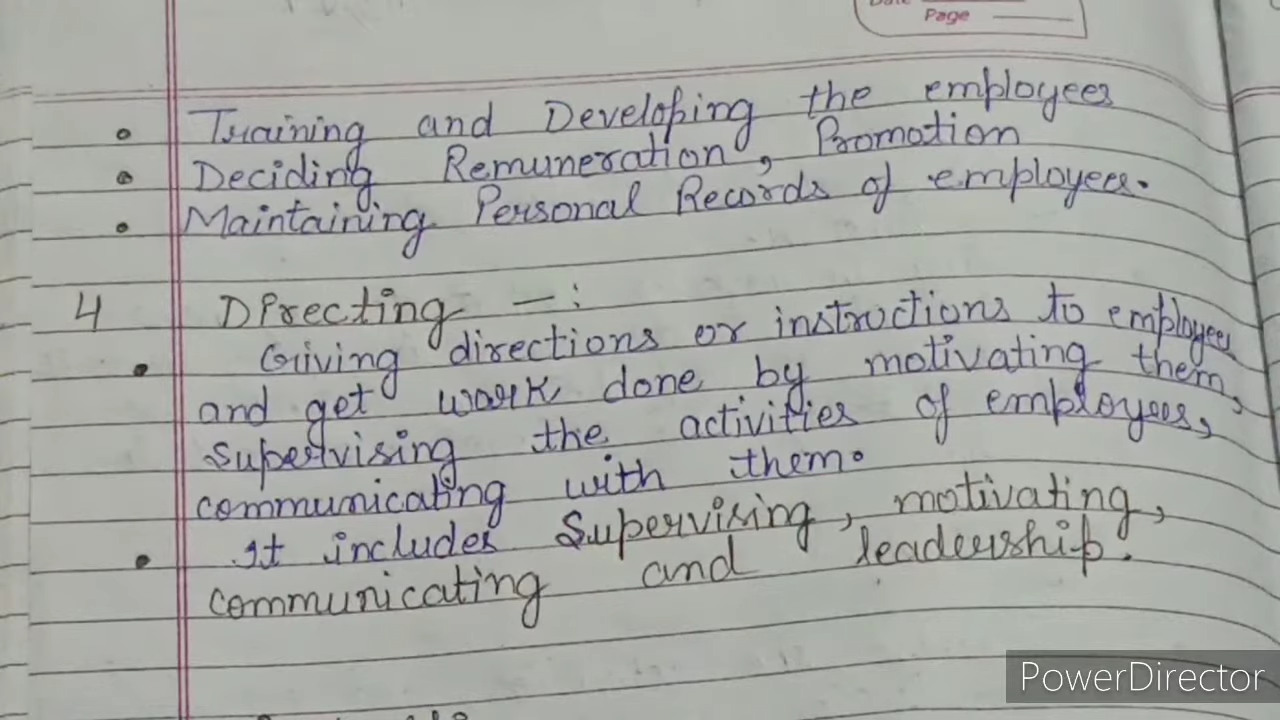 Page
Training and Developing the employees
Deciding Remuneration, Promotion
Maintaining Personal Records of employees.
4 Directing —:
Giving directions or instructions to employees
and get work done by motivating them,
supervising the activities of employees,
communicating with them.
It includes Supervising, motivating,
communicating and leadership.
PowerDirector